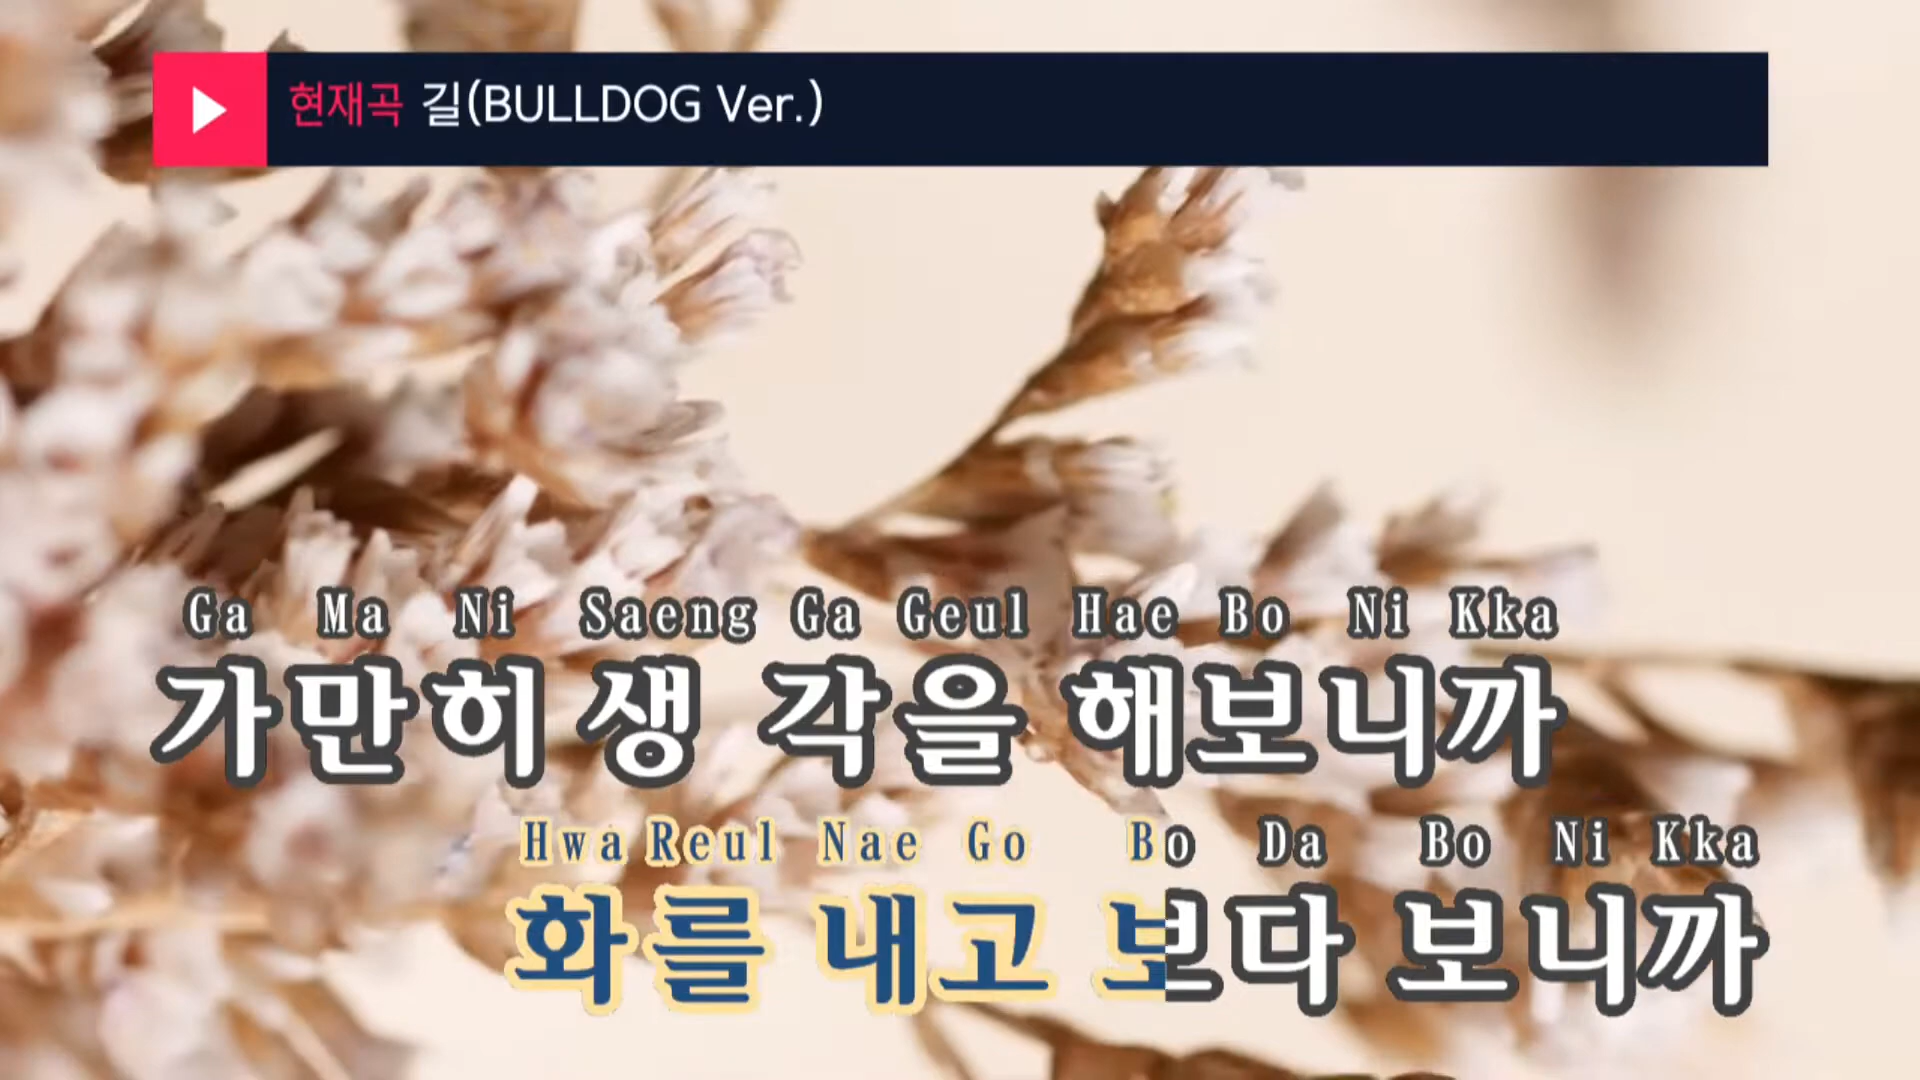 현재곡 길(BULLDOG Ver.)
Ga Ma Ni Saeng Ga Geul Hae Bo Ni Kka
가만히 생각을 해보니까
Hwa Reul Nae Go Bo Da Bo Ni Kka
화를 내고 보다 보니까